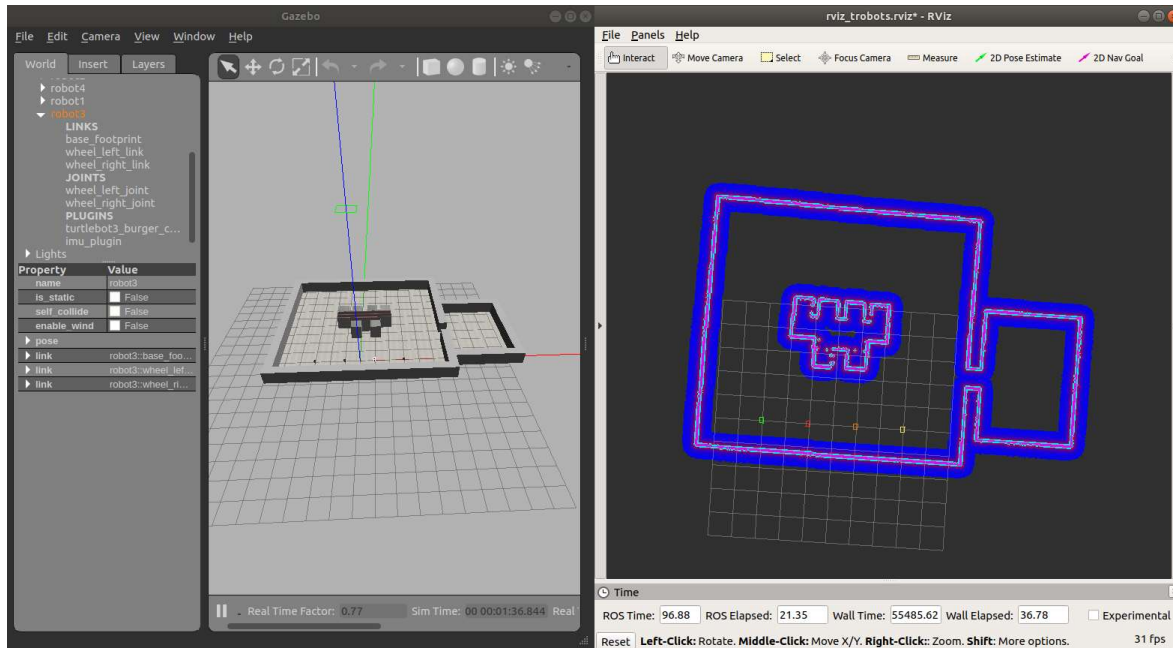 Gazebo
File Edit Camera View Window Help
World Insert Layers
robot4
robot1
robot3
LINKS
base_footprint
wheel_left_link
wheel_right_link
JOINTS
wheel_left_joint
wheel_right_joint
PLUGINS
turtlebot3_burger_c...
imu_plugin
Lights
Property Value
name robot3
is_static False
self_collide False
enable_wind False
pose
link robot3::base_foo...
link robot3::wheel_lef...
link robot3::wheel_ri...
Real Time Factor: 0.77 Sim Time: 00 00:01:36.844 Real
rviz_trobots.rviz* - RViz
File Panels Help
Interact Move Camera Select Focus Camera Measure 2D Pose Estimate 2D Nav Goal
Time
ROS Time: 96.88 ROS Elapsed: 21.35 Wall Time: 55485.62 Wall Elapsed: 36.78 Experimental
Reset Left-Click: Rotate. Middle-Click: Move X/Y. Right-Click:: Zoom. Shift: More options. 31 fps